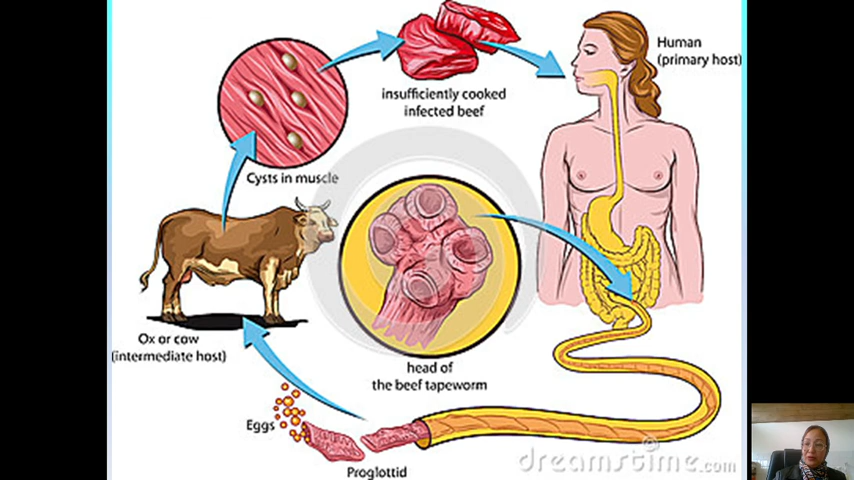 Human
(primary host)
insufficiently cooked
infected beef
Cysts in muscle
Ox or cow
(intermediate host)
head of
the beef tapeworm
Eggs
Proglottid
dreamstime.com